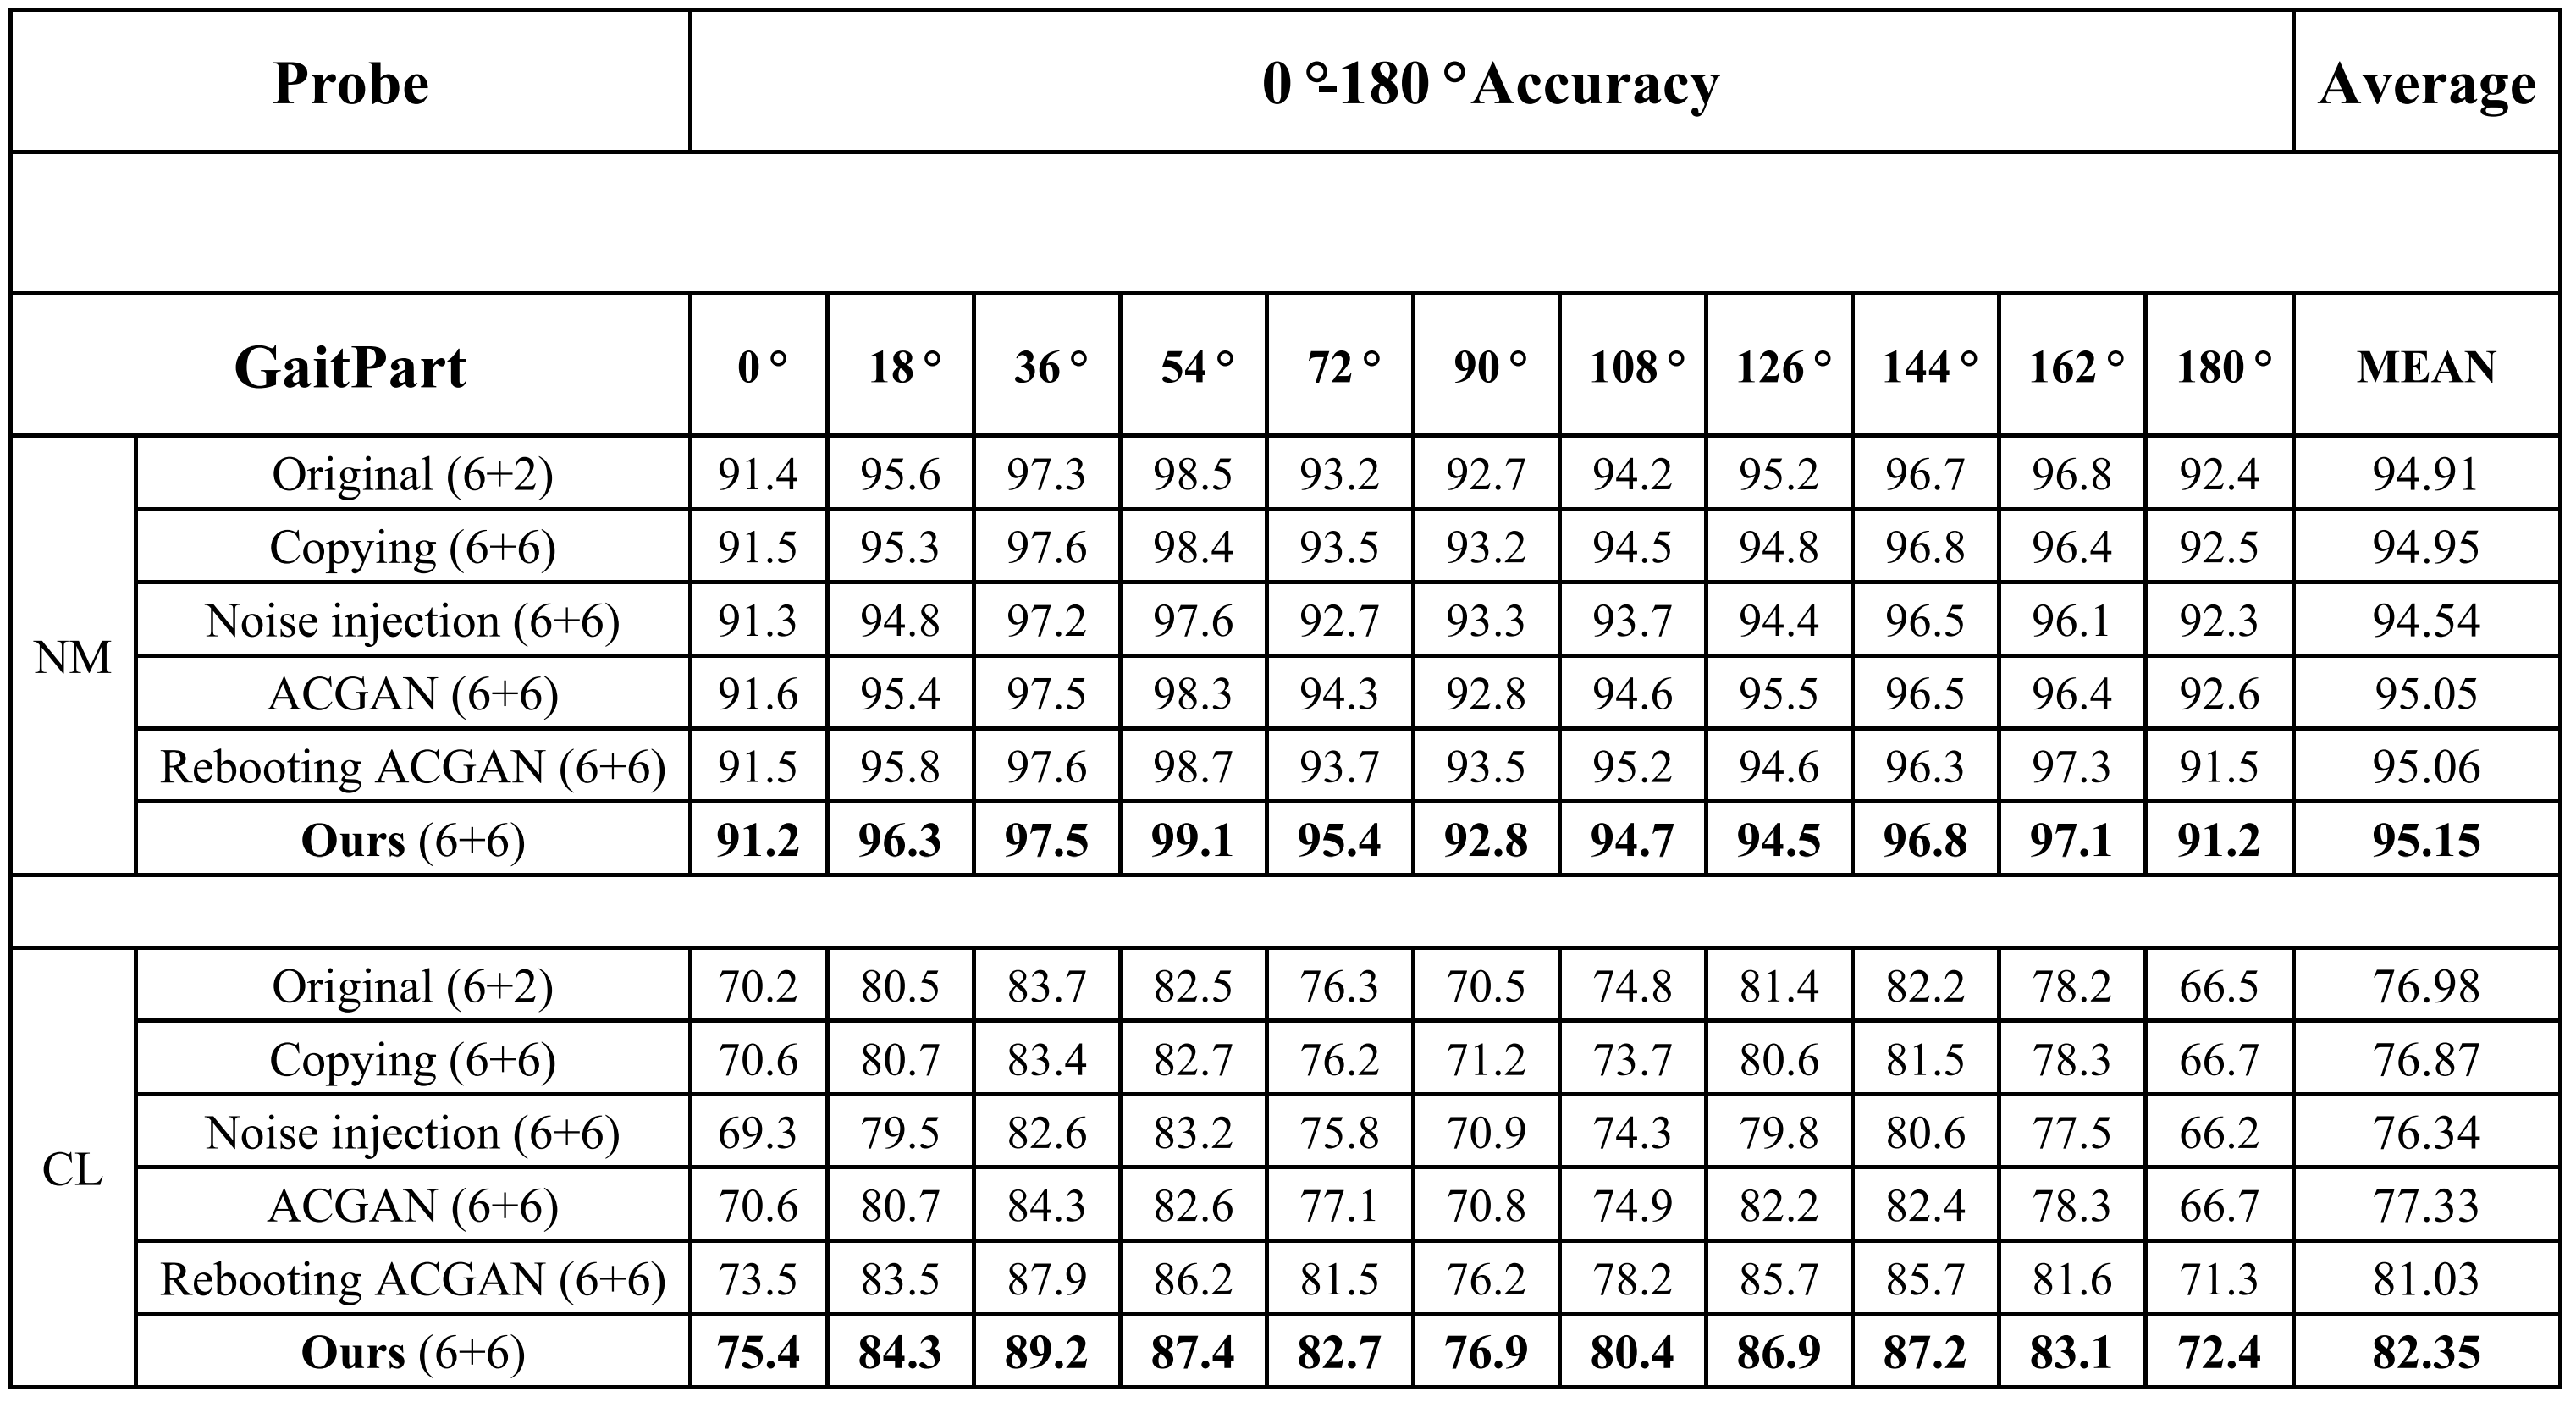 Probe 0°-180° Accuracy Average
GaitPart 0° 18° 36° 54° 72° 90° 108° 126° 144° 162° 180° MEAN
NM
Original (6+2) 91.4 95.6 97.3 98.5 93.2 92.7 94.2 95.2 96.7 96.8 92.4 94.91
Copying (6+6) 91.5 95.3 97.6 98.4 93.5 93.2 94.5 94.8 96.8 96.4 92.5 94.95
Noise injection (6+6) 91.3 94.8 97.2 97.6 92.7 93.3 93.7 94.4 96.5 96.1 92.3 94.54
ACGAN (6+6) 91.6 95.4 97.5 98.3 94.3 92.8 94.6 95.5 96.5 96.4 92.6 95.05
Rebooting ACGAN (6+6) 91.5 95.8 97.6 98.7 93.7 93.5 95.2 94.6 96.3 97.3 91.5 95.06
Ours (6+6) 91.2 96.3 97.5 99.1 95.4 92.8 94.7 94.5 96.8 97.1 91.2 95.15
CL
Original (6+2) 70.2 80.5 83.7 82.5 76.3 70.5 74.8 81.4 82.2 78.2 66.5 76.98
Copying (6+6) 70.6 80.7 83.4 82.7 76.2 71.2 73.7 80.6 81.5 78.3 66.7 76.87
Noise injection (6+6) 69.3 79.5 82.6 83.2 75.8 70.9 74.3 79.8 80.6 77.5 66.2 76.34
ACGAN (6+6) 70.6 80.7 84.3 82.6 77.1 70.8 74.9 82.2 82.4 78.3 66.7 77.33
Rebooting ACGAN (6+6) 73.5 83.5 87.9 86.2 81.5 76.2 78.2 85.7 85.7 81.6 71.3 81.03
Ours (6+6) 75.4 84.3 89.2 87.4 82.7 76.9 80.4 86.9 87.2 83.1 72.4 82.35